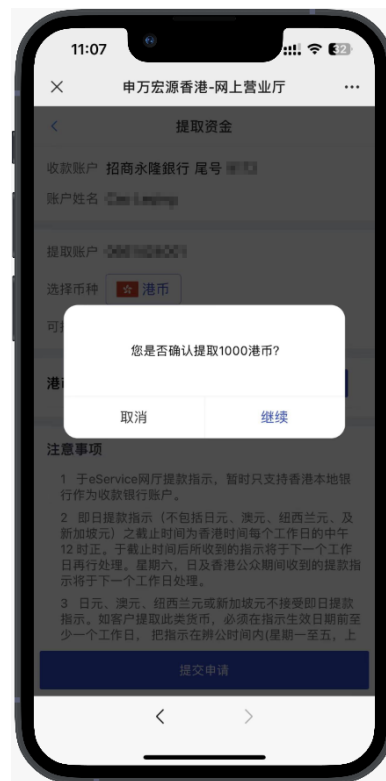 11:07
32
申万宏源香港-网上营业厅
提取资金
收款账户 招商永隆銀行 尾号
账户姓名
提取账户
选择币种 港币
可
您是否确认提取1000港币?
港
取消 继续
注意事项
1 于eService网厅提款指示，暂时只支持香港本地银
行作为收款银行账户。
2 即日提款指示（不包括日元、澳元、纽西兰元、及
新加坡元）之截止时间为香港时间每个工作日的中午
12 时正。于截止时间后所收到的指示将于下一个工作
日再行处理。星期六、日及香港公众期间收到的提款指
示将于下一个工作日处理。
3 日元、澳元、纽西兰元或新加坡元不接受即日提款
指示。如客户提取此类货币，必须在指示生效日期前至
少一个工作日， 把指示在辨公时间内(星期一至五，上
提交申请